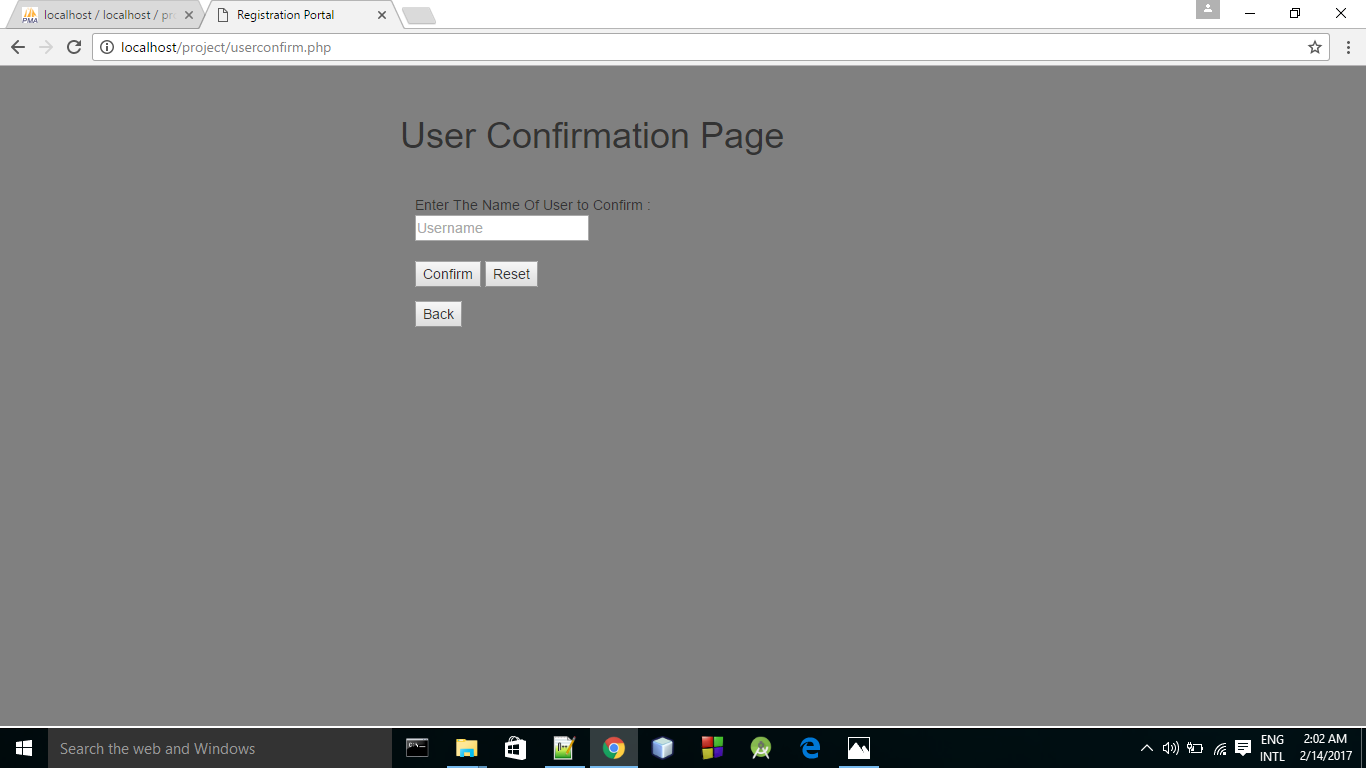 localhost / localhost / pr
Registration Portal
localhost/project/userconfirm.php
User Confirmation Page
Enter The Name Of User to Confirm :
Username
Confirm Reset
Back
Search the web and Windows
ENG
INTL
2:02 AM
2/14/2017
PMA